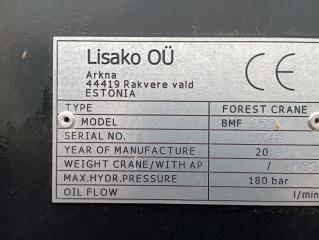 Lisako OÜ
Arkna
44419 Rakvere vald
ESTONIA
CE
TYPE FOREST CRANE
MODEL BMF
SERIAL NO.
YEAR OF MANUFACTURE 20
WEIGHT CRANE/WITH AP /
MAX.HYDR.PRESSURE 180 bar
OIL FLOW l/min